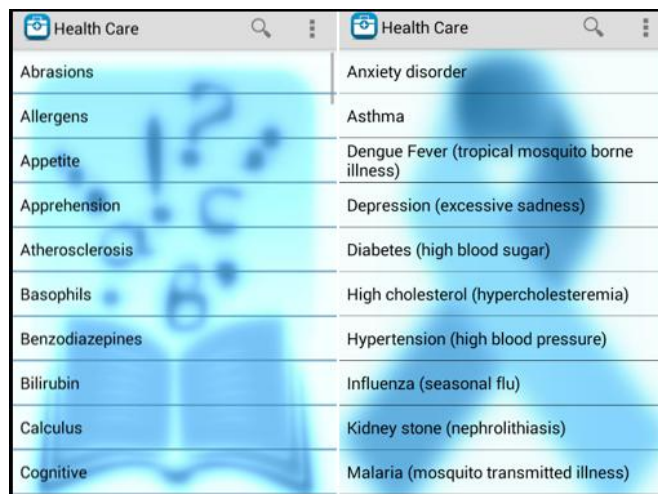 Health Care
Abrasions
Allergens
Appetite
Apprehension
Atherosclerosis
Basophils
Benzodiazepines
Bilirubin
Calculus
Cognitive
Health Care
Anxiety disorder
Asthma
Dengue Fever (tropical mosquito borne
illness)
Depression (excessive sadness)
Diabetes (high blood sugar)
High cholesterol (hypercholesteremia)
Hypertension (high blood pressure)
Influenza (seasonal flu)
Kidney stone (nephrolithiasis)
Malaria (mosquito transmitted illness)